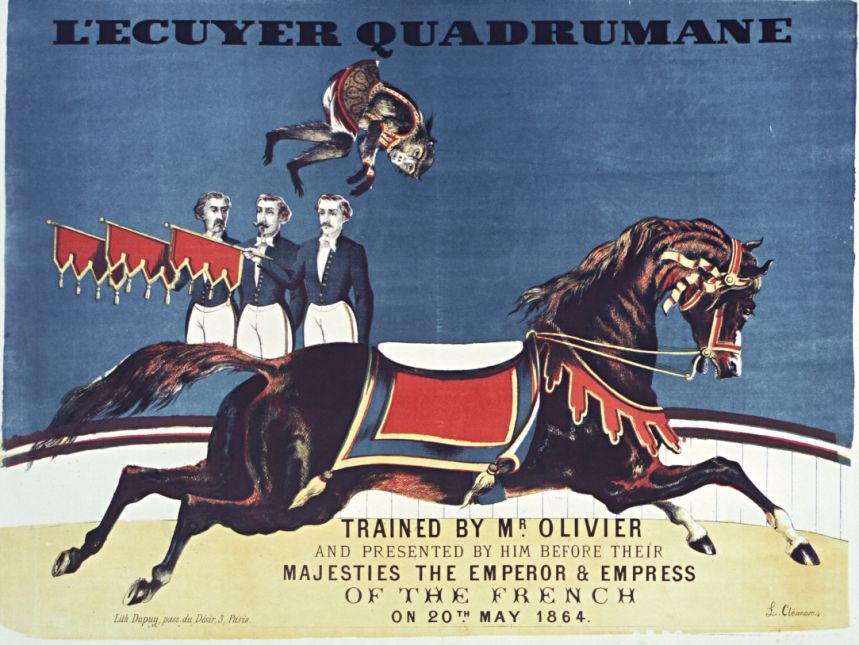 L'ECUYER QUADRUMANE
TRAINED BY MR OLIVIER
AND PRESENTED BY HIM BEFORE THEIR
MAJESTIES THE EMPEROR & EMPRESS
OF THE FRENCH
ON 20TH MAY 1864.
Lith. Dupuy, pass. du Désir, 3, Paris.
L.